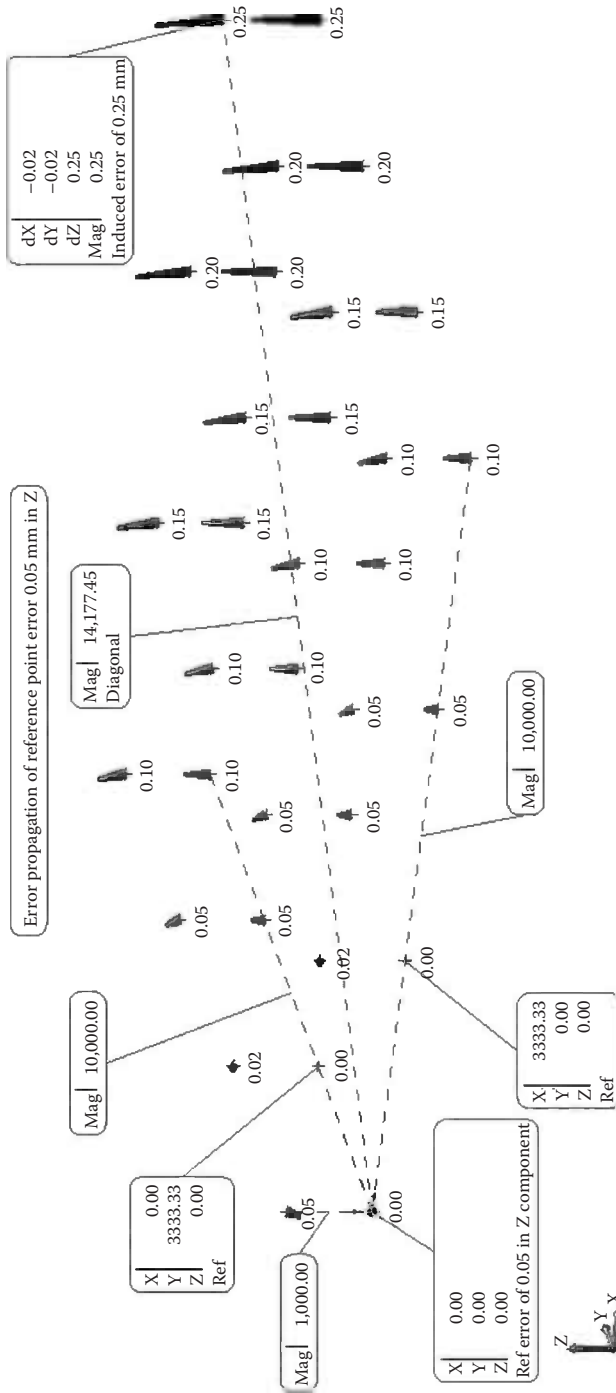 Error propagation of reference point error 0.05 mm in Z
dX −0.02
dY −0.02
dZ 0.25
Mag 0.25
Induced error of 0.25 mm
Mag 14,177.45
Diagonal
Mag 10,000.00
X 0.00
Y 3333.33
Z 0.00
Ref
Mag 1,000.00
X 0.00
Y 0.00
Z 0.00
Ref error of 0.05 in Z component
X 3333.33
Y 0.00
Z 0.00
Ref
Mag 10,000.00
0.05
0.00
0.02
0.00
0.02
0.00
0.05
0.05
0.05
0.05
0.05
0.05
0.10
0.10
0.10
0.10
0.10
0.10
0.10
0.10
0.15
0.15
0.15
0.15
0.15
0.15
0.20
0.20
0.20
0.20
0.25
0.25
Z
Y
X